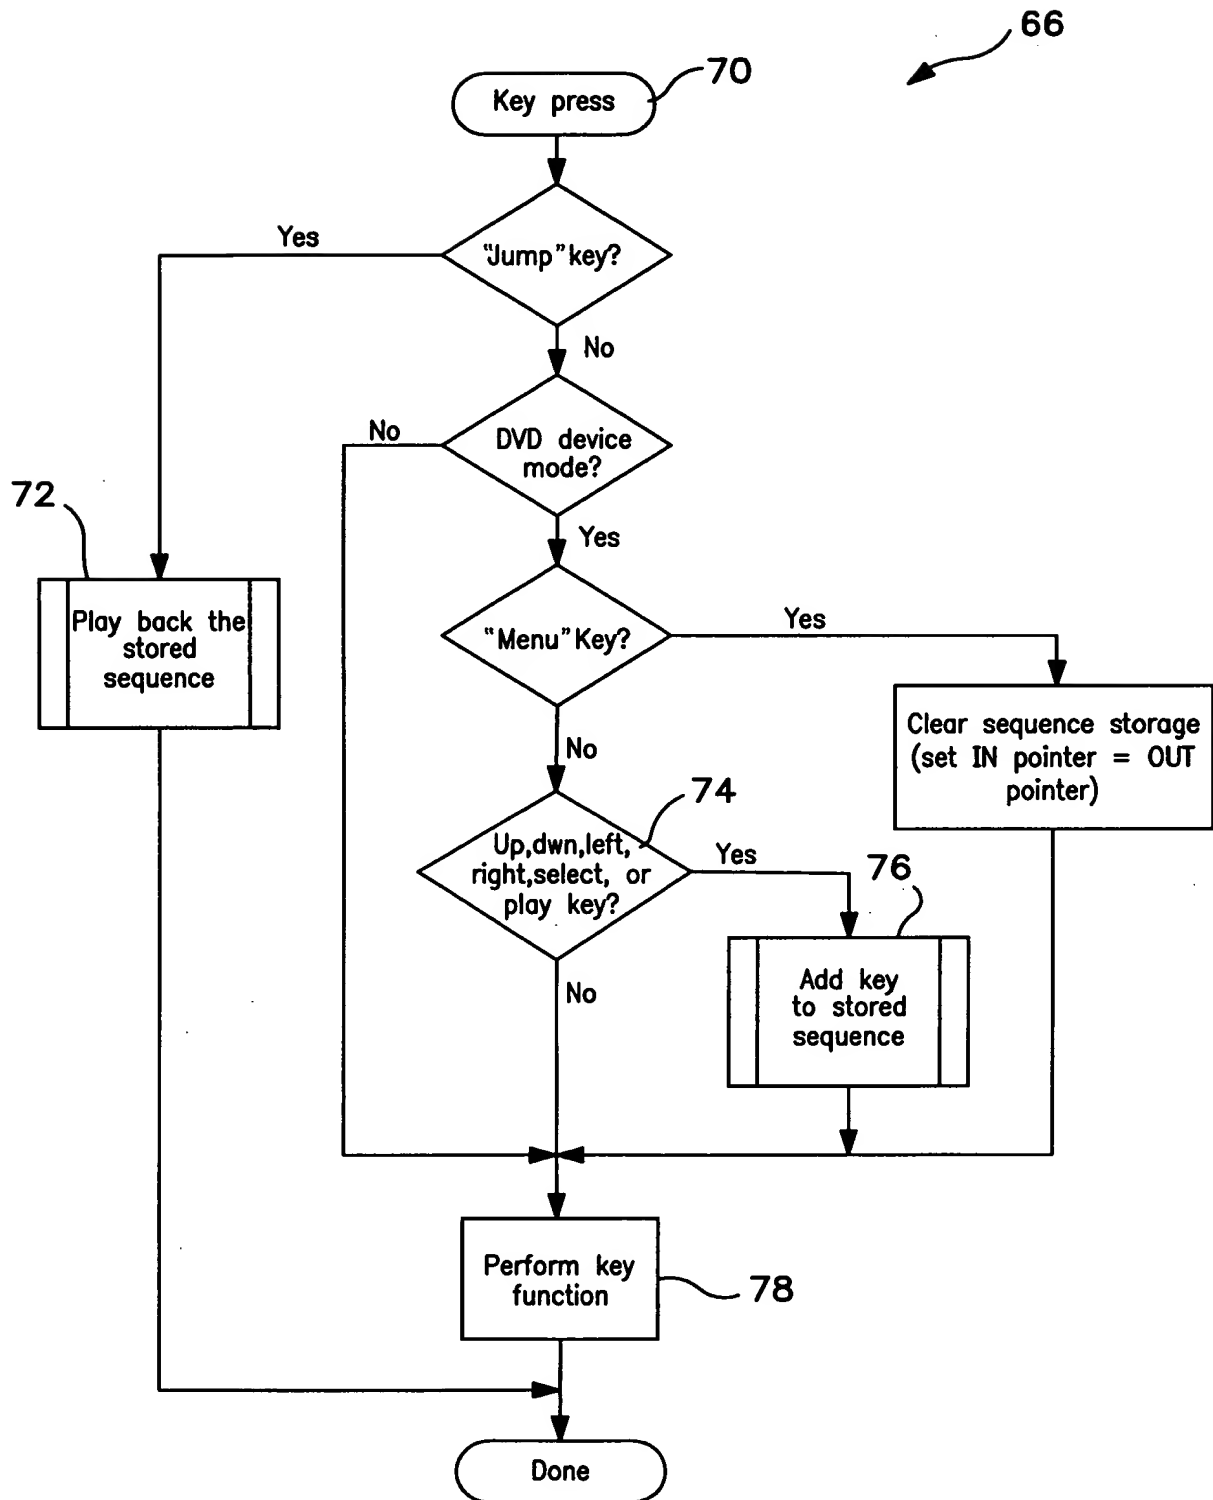 66
70
Key press
Yes
"Jump" key?
No
No
DVD device
mode?
72
Yes
Play back the
stored
sequence
"Menu" Key?
Yes
Clear sequence storage
(set IN pointer = OUT
pointer)
No
74
Up,dwn,left,
right,select, or
play key?
Yes
76
No
Add key
to stored
sequence
Perform key
function
78
Done